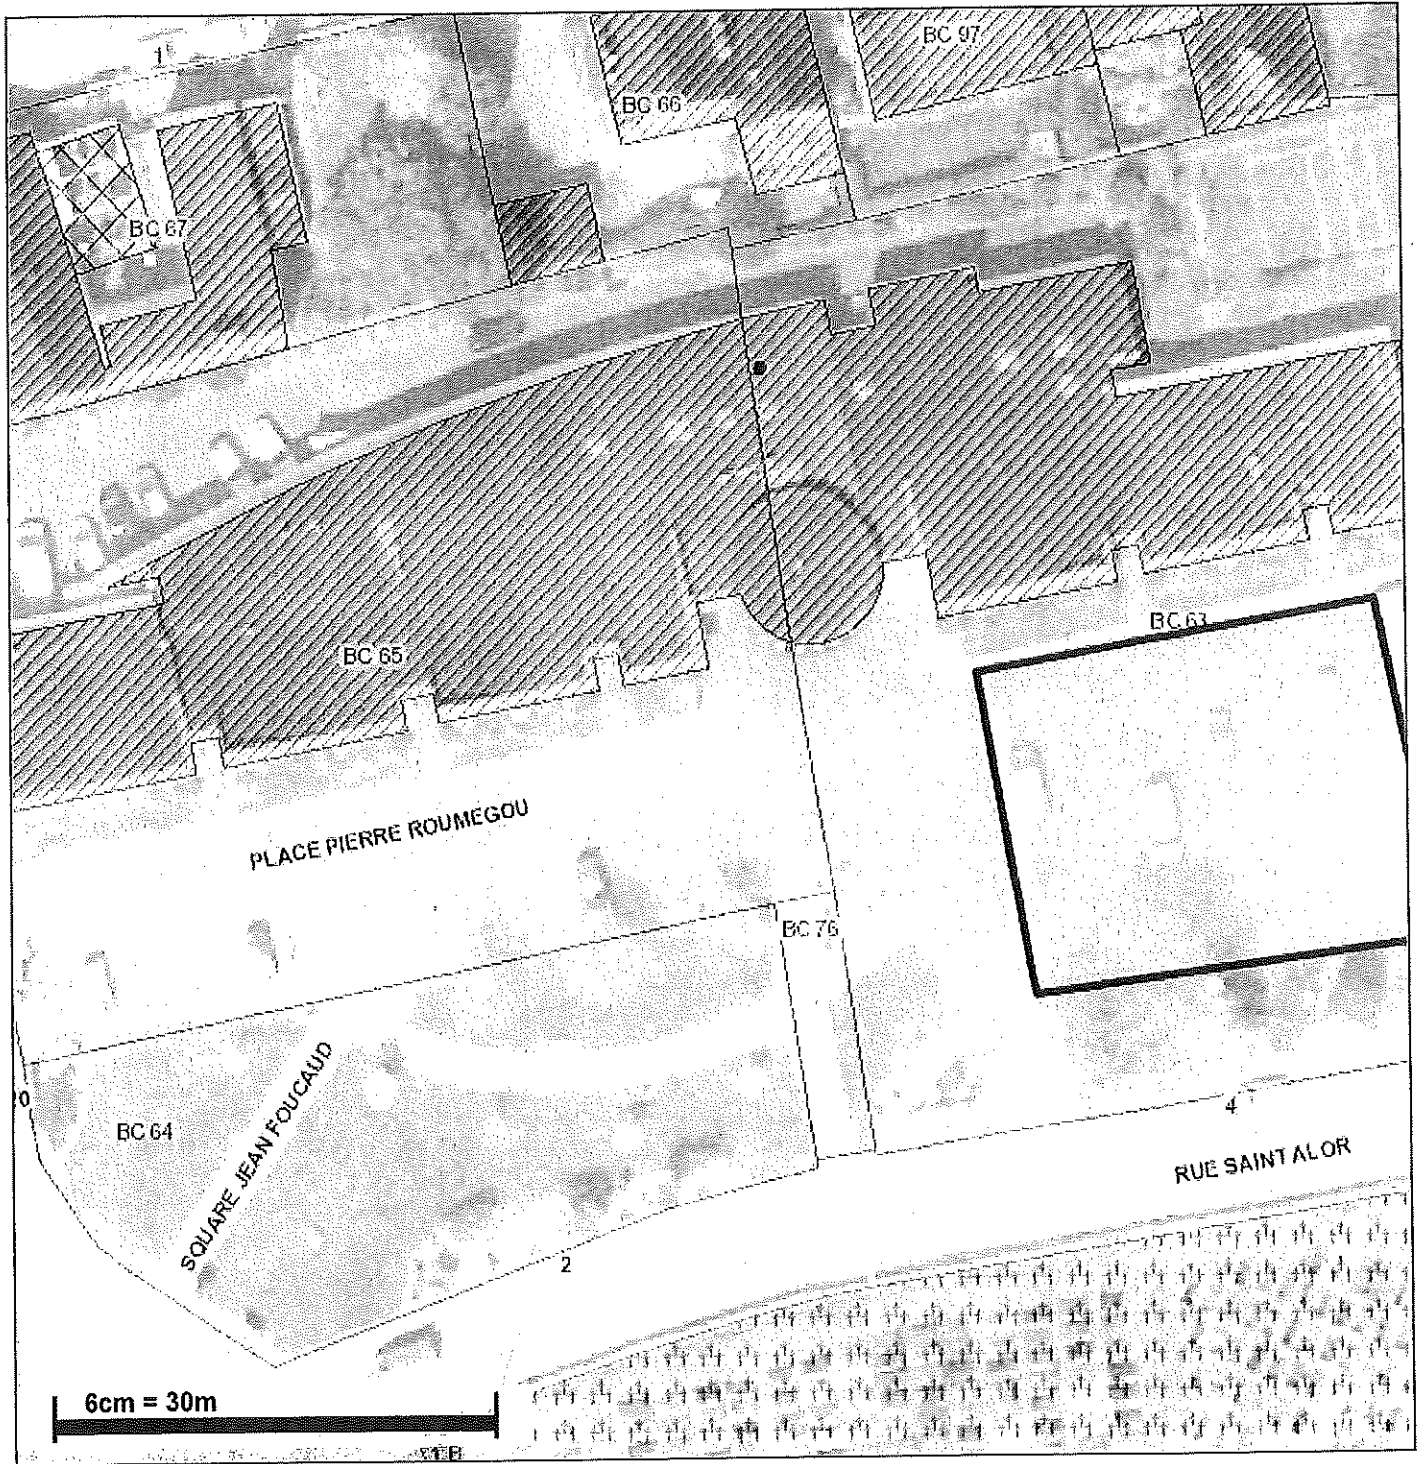 1
BC 97
BC 66
BC 67
BC 65
BC 63
PLACE PIERRE ROUMEGOU
BC 76
0
BC 64
SQUARE JEAN FOUCAUD
4
RUE SAINT ALOR
2
6cm = 30m